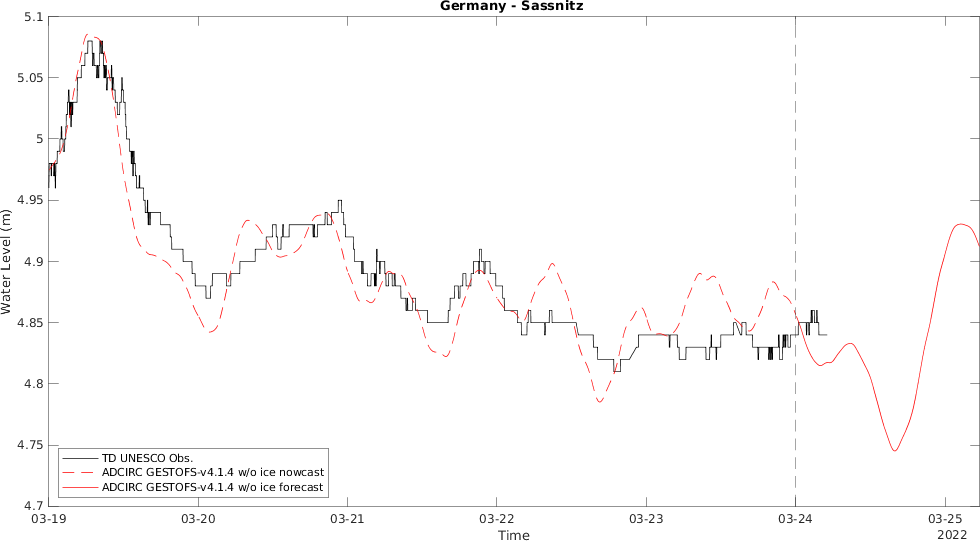 Germany - Sassnitz
5.1
5.05
5
4.95
4.9
4.85
4.8
4.75
4.7
Water Level (m)
TD UNESCO Obs.
ADCIRC GESTOFS-v4.1.4 w/o ice nowcast
ADCIRC GESTOFS-v4.1.4 w/o ice forecast
03-19 03-20 03-21 03-22 03-23 03-24 03-25
Time
2022